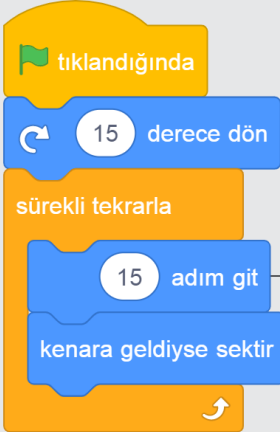 tıklandığında
15 derece dön
sürekli tekrarla
15 adım git
kenara geldiyse sektir